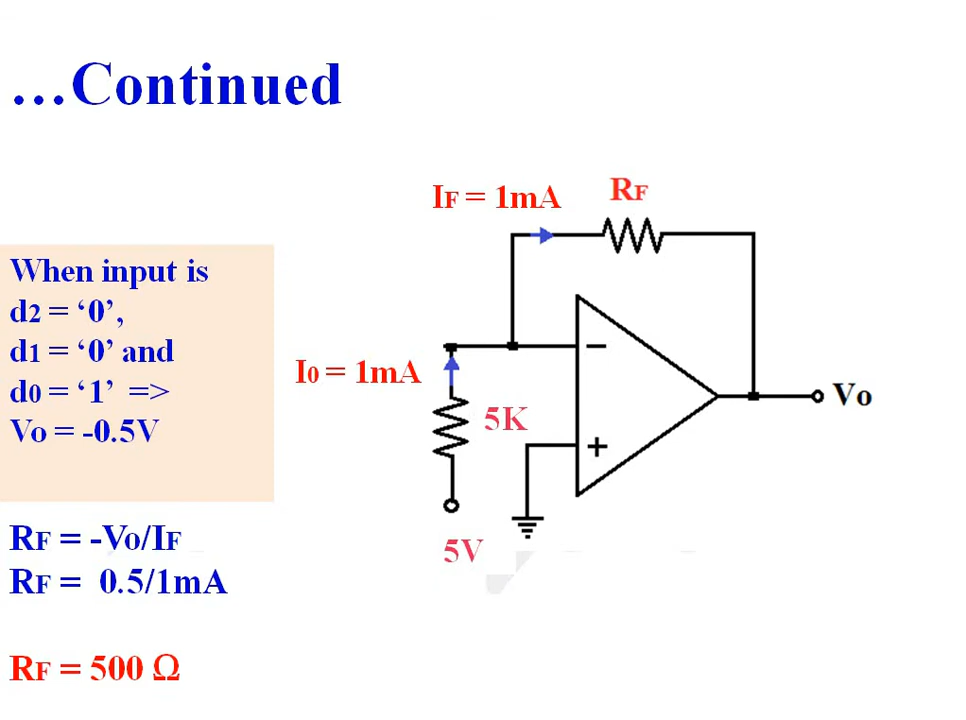 …Continued
IF = 1mA
RF
When input is
d2 = ‘0’,
d1 = ‘0’ and
d0 = ‘1’ =>
Vo = -0.5V
I0 = 1mA
5K
Vo
5V
RF = -Vo/IF
RF = 0.5/1mA
RF = 500 Ω